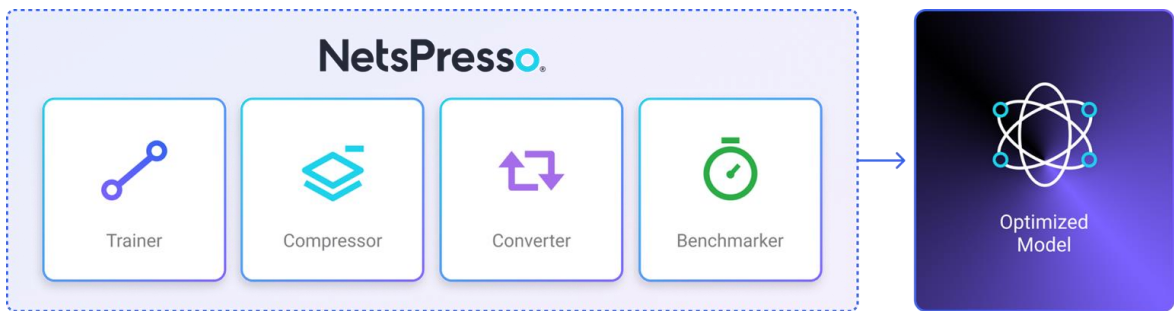 NetsPresso®
Trainer
Compressor
Converter
Benchmarker
Optimized
Model